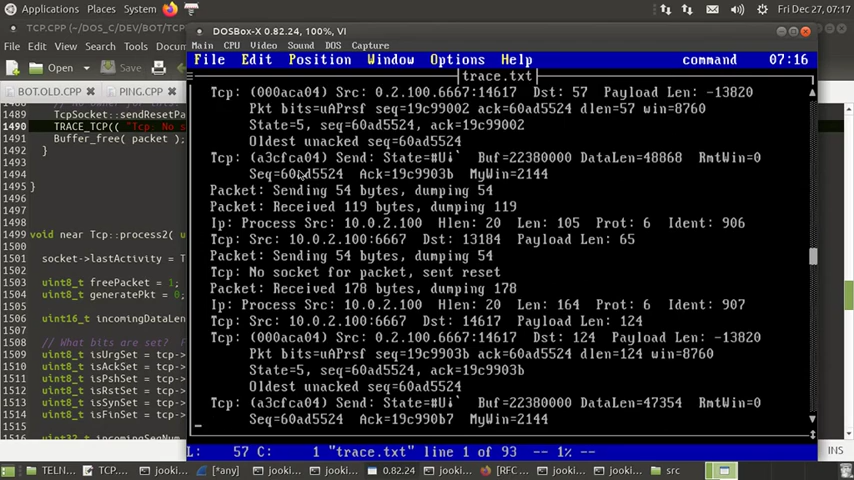 Applications Places System Mon Dec 27, 07:17
TCP.CPP (~/DOS_C/DEV/BOT/TC
File Edit View Search Tools Docum
Open Save
BOT.OLD.CPP PING.CPP
1488
1489 TcpSocket::sendResetPa
1490 TRACE_TCP(( "Tcp: No s
1491 Buffer_free( packet );
1492 }
1493
1494
1495 }
1496
1497
1498
1499 void near Tcp::process2( u
1500
1501 socket->lastActivity = T
1502
1503 uint8_t freePacket = 1;
1504 uint8_t generatePkt = 0;
1505
1506 uint16_t incomingDataLen
1507
1508 // What bits are set? F
1509 uint8_t isUrgSet = tcp->
1510 uint8_t isAckSet = tcp->
1511 uint8_t isPshSet = tcp->
1512 uint8_t isRstSet = tcp->
1513 uint8_t isSynSet = tcp->
1514 uint8_t isFinSet = tcp->
1515
1516 uint32_t incomingSeqNum
DOSBox-X 0.82.24, 100%, VI
Main CPU Video Sound DOS Capture
File Edit Position Window Options Help command 07:16
trace.txt
Tcp: (000aca04) Src: 0.2.100.6667:14617 Dst: 57 Payload Len: -13820
Pkt bits=uAPrsf seq=19c99002 ack=60ad5524 dlen=57 win=8760
State=5, seq=60ad5524, ack=19c99002
Oldest unacked seq=60ad5524
Tcp: (a3cfca04) Send: State=#Ui` Buf=22380000 DataLen=48868 RmtWin=0
Seq=60ad5524 Ack=19c9903b MyWin=2144
Packet: Sending 54 bytes, dumping 54
Packet: Received 119 bytes, dumping 119
Ip: Process Src: 10.0.2.100 Hlen: 20 Len: 105 Prot: 6 Ident: 906
Tcp: Src: 10.0.2.100:6667 Dst: 13184 Payload Len: 65
Packet: Sending 54 bytes, dumping 54
Tcp: No socket for packet, sent reset
Packet: Received 178 bytes, dumping 178
Ip: Process Src: 10.0.2.100 Hlen: 20 Len: 164 Prot: 6 Ident: 907
Tcp: Src: 10.0.2.100:6667 Dst: 14617 Payload Len: 124
Tcp: (000aca04) Src: 0.2.100.6667:14617 Dst: 124 Payload Len: -13820
Pkt bits=uAPrsf seq=19c9903b ack=60ad5524 dlen=124 win=8760
State=5, seq=60ad5524, ack=19c9903b
Oldest unacked seq=60ad5524
Tcp: (a3cfca04) Send: State=#Ui` Buf=22380000 DataLen=47354 RmtWin=0
Seq=60ad5524 Ack=19c990b7 MyWin=2144
L: 57 C: 1 "trace.txt" line 1 of 93 -- 1% --
TELN... TCP.... jooki... [*any] jooki... jooki... 0.82.24 jooki... [RFC ... jooki... jooki... src